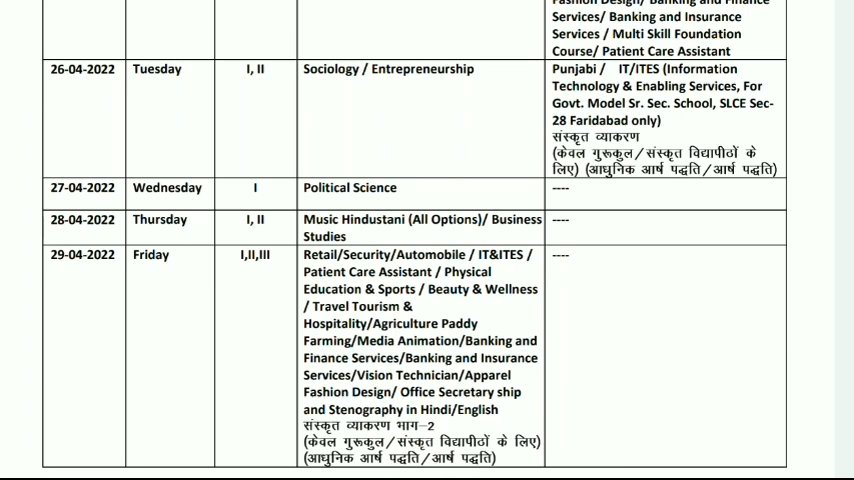 Fashion Design/ Banking and Finance
Services/ Banking and Insurance
Services / Multi Skill Foundation
Course/ Patient Care Assistant
26-04-2022 Tuesday I, II Sociology / Entrepreneurship Punjabi / IT/ITES (Information
Technology & Enabling Services, For
Govt. Model Sr. Sec. School, SLCE Sec-
28 Faridabad only)
संस्कृत व्याकरण
(केवल गुरूकुल/संस्कृत विद्यापीठों के
लिए) (आधुनिक आर्ष पद्धति/आर्ष पद्धति)
27-04-2022 Wednesday I Political Science ----
28-04-2022 Thursday I, II Music Hindustani (All Options)/ Business ----
Studies
29-04-2022 Friday I,II,III Retail/Security/Automobile / IT&ITES / ----
Patient Care Assistant / Physical
Education & Sports / Beauty & Wellness
/ Travel Tourism &
Hospitality/Agriculture Paddy
Farming/Media Animation/Banking and
Finance Services/Banking and Insurance
Services/Vision Technician/Apparel
Fashion Design/ Office Secretary ship
and Stenography in Hindi/English
संस्कृत व्याकरण भाग–2
(केवल गुरूकुल/संस्कृत विद्यापीठों के लिए)
(आधुनिक आर्ष पद्धति/आर्ष पद्धति)